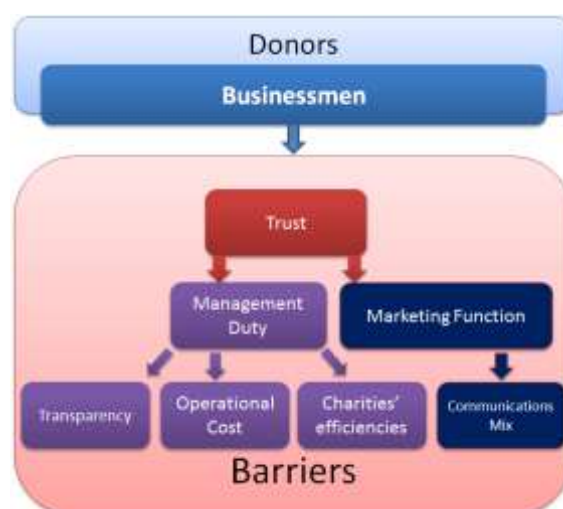 Donors
Businessmen
Trust
Management
Duty
Marketing Function
Transparency
Operational
Cost
Charities'
efficiencies
Communications
Mix
Barriers